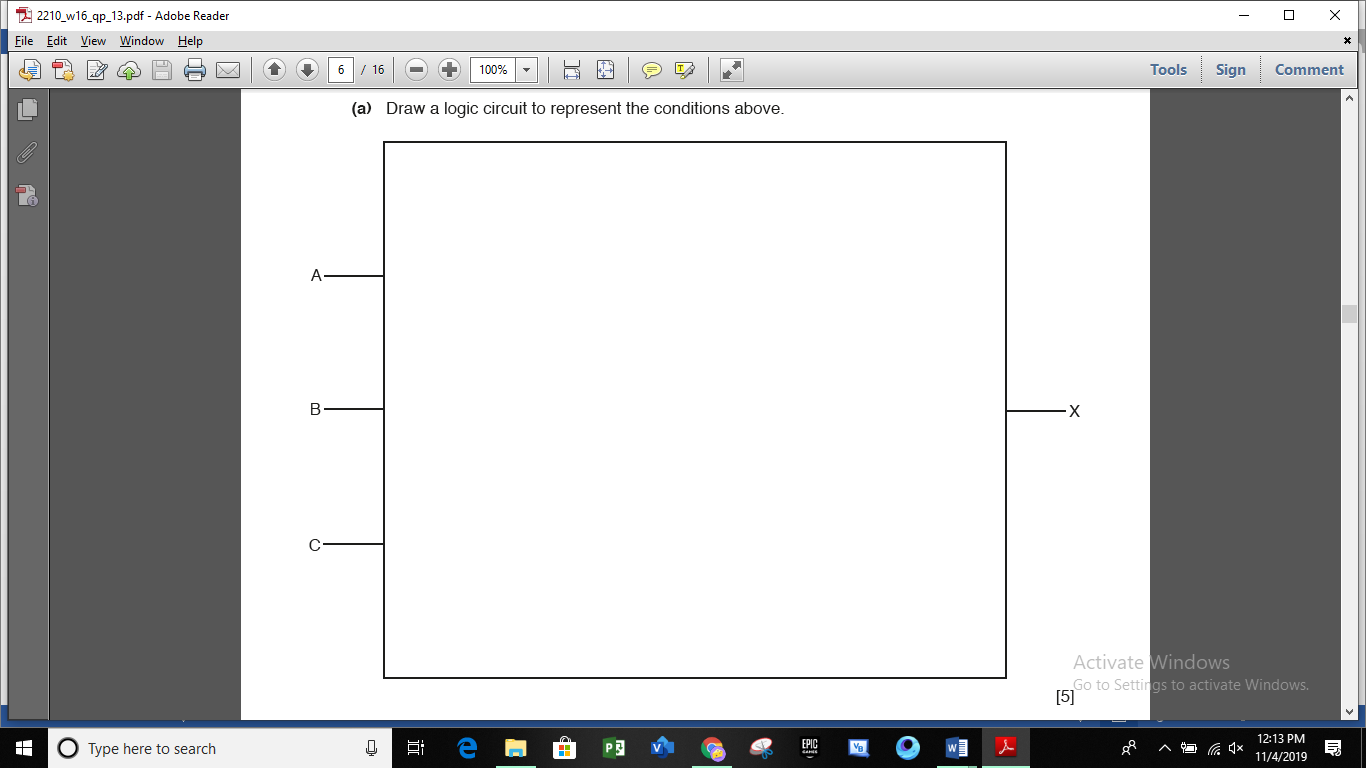 2210_w16_qp_13.pdf - Adobe Reader
File Edit View Window Help
6 / 16 100% Tools Sign Comment
(a) Draw a logic circuit to represent the conditions above.
A
B
X
C
Activate Windows
Go to Settings to activate Windows.
[5]
Type here to search
12:13 PM
11/4/2019